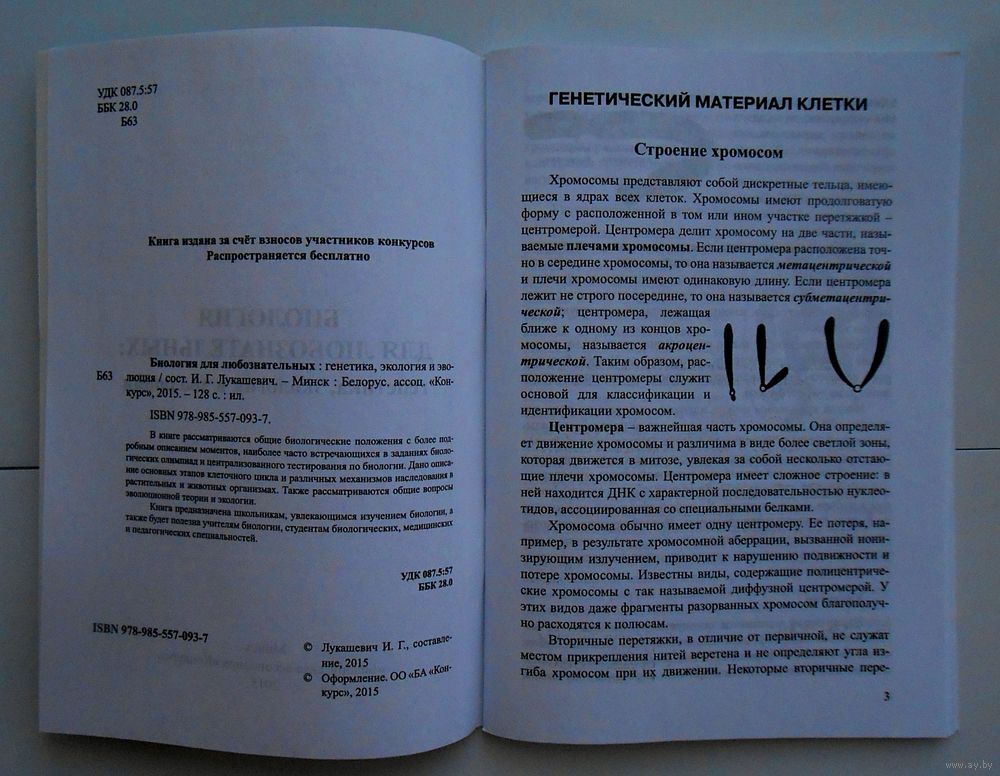 УДК 087.5:57
ББК 28.0
Б63
Книга издана за счёт взносов участников конкурсов
Распространяется бесплатно
Биология для любознательных : генетика, экология и эво-
Б63 люция / сост. И. Г. Лукашевич. – Минск : Белорус. ассоц. «Кон-
курс», 2015. – 128 с. : ил.
ISBN 978-985-557-093-7.
В книге рассматриваются общие биологические положения с более под-
робным описанием моментов, наиболее часто встречающихся в заданиях биоло-
гических олимпиад и централизованного тестирования по биологии. Дано описа-
ние основных этапов клеточного цикла и различных механизмов наследования в
растительных и животных организмах. Также рассматриваются общие вопросы
эволюционной теории и экологии.
Книга предназначена школьникам, увлекающимся изучением биологии, а
также будет полезна учителям биологии, студентам биологических, медицинских
и педагогических специальностей.
УДК 087.5:57
ББК 28.0
ISBN 978-985-557-093-7
© Лукашевич И. Г., составле-
ние, 2015
© Оформление. ОО «БА «Кон-
курс», 2015
ГЕНЕТИЧЕСКИЙ МАТЕРИАЛ КЛЕТКИ
Строение хромосом
Хромосомы представляют собой дискретные тельца, имею-
щиеся в ядрах всех клеток. Хромосомы имеют продолговатую
форму с расположенной в том или ином участке перетяжкой –
центромерой. Центромера делит хромосому на две части, назы-
ваемые плечами хромосомы. Если центромера расположена точ-
но в середине хромосомы, то она называется метацентрической
и плечи хромосомы имеют одинаковую длину. Если центромера
лежит не строго посередине, то она называется субметацентри-
ческой; центромера, лежащая
ближе к одному из концов хро-
мосомы, называется акроцен-
трической. Таким образом, рас-
положение центромеры служит
основой для классификации и
идентификации хромосом.
Центромера – важнейшая часть хромосомы. Она определя-
ет движение хромосомы и различима в виде более светлой зоны,
которая движется в митозе, увлекая за собой несколько отстаю-
щие плечи хромосомы. Центромера имеет сложное строение: в
ней находится ДНК с характерной последовательностью нуклео-
тидов, ассоциированная со специальными белками.
Хромосома обычно имеет одну центромеру. Ее потеря, на-
пример, в результате хромосомной аберрации, вызванной иони-
зирующим излучением, приводит к нарушению подвижности и
потере хромосомы. Известны виды, содержащие полицентриче-
ские хромосомы с так называемой диффузной центромерой. У
этих видов даже фрагменты разорванных хромосом благополуч-
но расходятся к полюсам.
Вторичные перетяжки, в отличие от первичной, не служат
местом прикрепления нитей веретена и не определяют угла из-
гиба хромосом при их движении. Некоторые вторичные пере-
3
www.ay.by